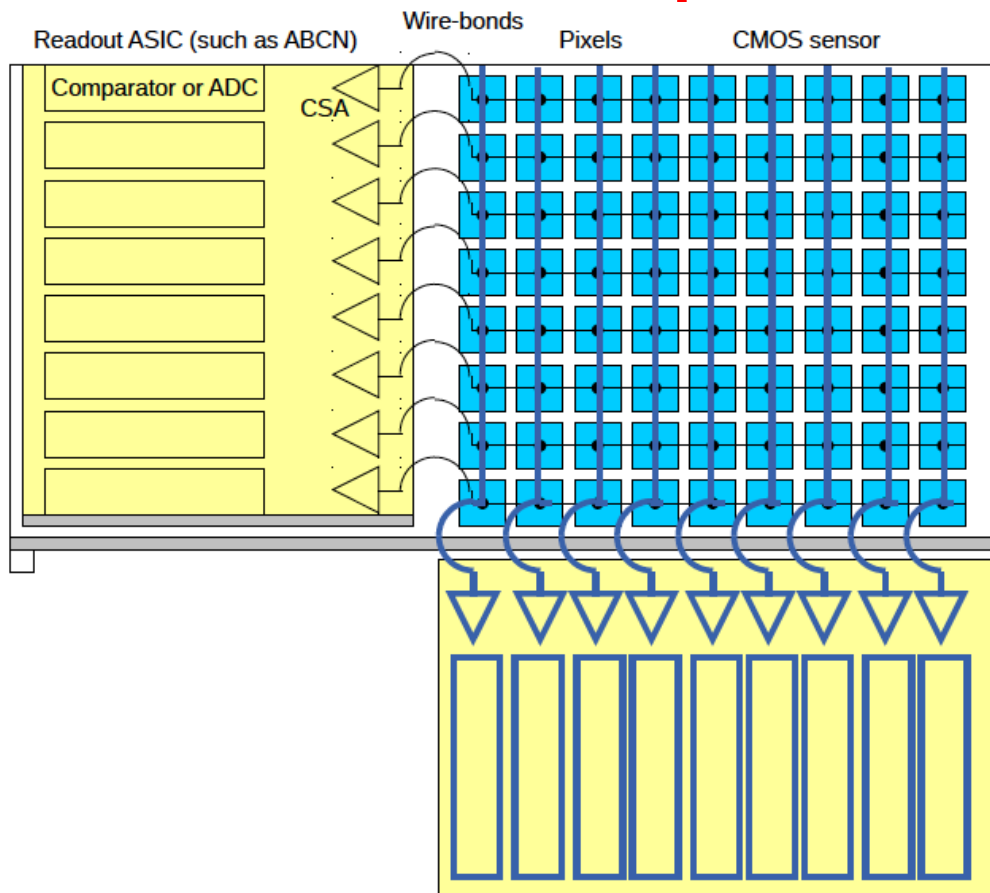 Wire-bonds
Readout ASIC (such as ABCN)
Pixels
CMOS sensor
Comparator or ADC
CSA